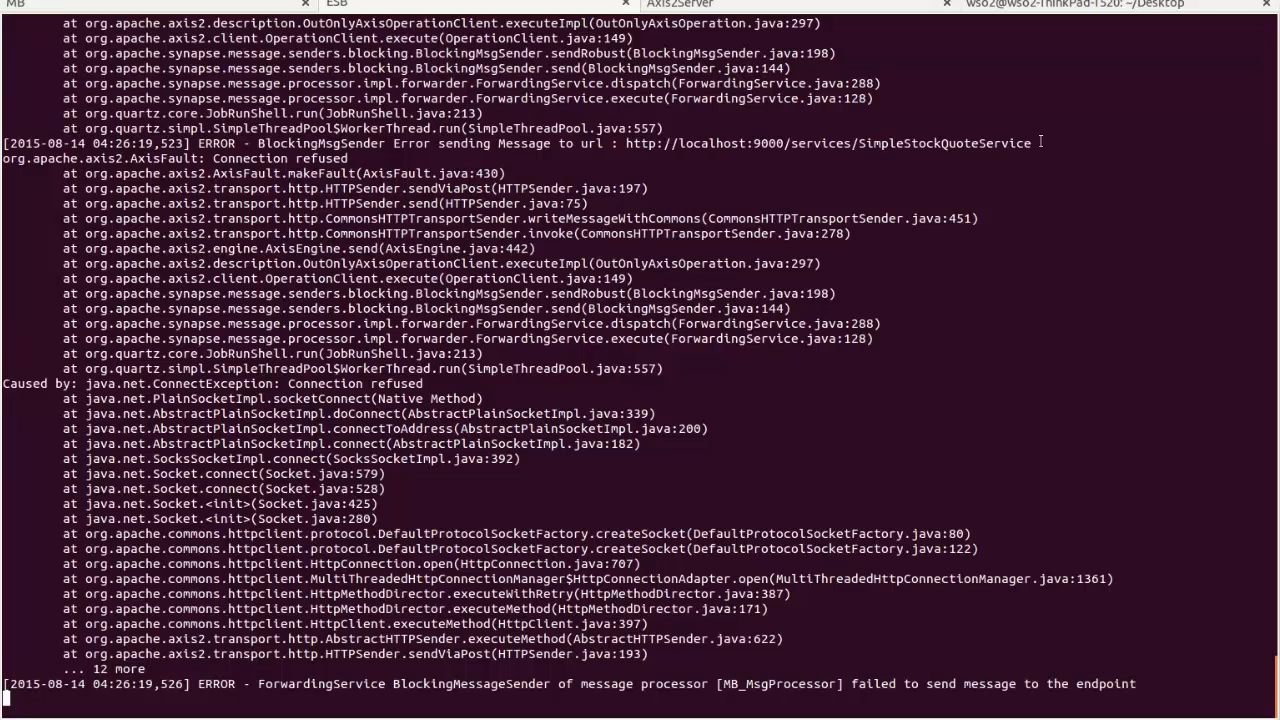 MB × ESB × Axis2Server × wso2@wso2-ThinkPad-T520: ~/Desktop ×
at org.apache.axis2.description.OutOnlyAxisOperationClient.executeImpl(OutOnlyAxisOperation.java:297)
at org.apache.axis2.client.OperationClient.execute(OperationClient.java:149)
at org.apache.synapse.message.senders.blocking.BlockingMsgSender.sendRobust(BlockingMsgSender.java:198)
at org.apache.synapse.message.senders.blocking.BlockingMsgSender.send(BlockingMsgSender.java:144)
at org.apache.synapse.message.processor.impl.forwarder.ForwardingService.dispatch(ForwardingService.java:288)
at org.apache.synapse.message.processor.impl.forwarder.ForwardingService.execute(ForwardingService.java:128)
at org.quartz.core.JobRunShell.run(JobRunShell.java:213)
at org.quartz.simpl.SimpleThreadPool$WorkerThread.run(SimpleThreadPool.java:557)
[2015-08-14 04:26:19,523] ERROR - BlockingMsgSender Error sending Message to url : http://localhost:9000/services/SimpleStockQuoteService
org.apache.axis2.AxisFault: Connection refused
at org.apache.axis2.AxisFault.makeFault(AxisFault.java:430)
at org.apache.axis2.transport.http.HTTPSender.sendViaPost(HTTPSender.java:197)
at org.apache.axis2.transport.http.HTTPSender.send(HTTPSender.java:75)
at org.apache.axis2.transport.http.CommonsHTTPTransportSender.writeMessageWithCommons(CommonsHTTPTransportSender.java:451)
at org.apache.axis2.transport.http.CommonsHTTPTransportSender.invoke(CommonsHTTPTransportSender.java:278)
at org.apache.axis2.engine.AxisEngine.send(AxisEngine.java:442)
at org.apache.axis2.description.OutOnlyAxisOperationClient.executeImpl(OutOnlyAxisOperation.java:297)
at org.apache.axis2.client.OperationClient.execute(OperationClient.java:149)
at org.apache.synapse.message.senders.blocking.BlockingMsgSender.sendRobust(BlockingMsgSender.java:198)
at org.apache.synapse.message.senders.blocking.BlockingMsgSender.send(BlockingMsgSender.java:144)
at org.apache.synapse.message.processor.impl.forwarder.ForwardingService.dispatch(ForwardingService.java:288)
at org.apache.synapse.message.processor.impl.forwarder.ForwardingService.execute(ForwardingService.java:128)
at org.quartz.core.JobRunShell.run(JobRunShell.java:213)
at org.quartz.simpl.SimpleThreadPool$WorkerThread.run(SimpleThreadPool.java:557)
Caused by: java.net.ConnectException: Connection refused
at java.net.PlainSocketImpl.socketConnect(Native Method)
at java.net.AbstractPlainSocketImpl.doConnect(AbstractPlainSocketImpl.java:339)
at java.net.AbstractPlainSocketImpl.connectToAddress(AbstractPlainSocketImpl.java:200)
at java.net.AbstractPlainSocketImpl.connect(AbstractPlainSocketImpl.java:182)
at java.net.SocksSocketImpl.connect(SocksSocketImpl.java:392)
at java.net.Socket.connect(Socket.java:579)
at java.net.Socket.connect(Socket.java:528)
at java.net.Socket.<init>(Socket.java:425)
at java.net.Socket.<init>(Socket.java:280)
at org.apache.commons.httpclient.protocol.DefaultProtocolSocketFactory.createSocket(DefaultProtocolSocketFactory.java:80)
at org.apache.commons.httpclient.protocol.DefaultProtocolSocketFactory.createSocket(DefaultProtocolSocketFactory.java:122)
at org.apache.commons.httpclient.HttpConnection.open(HttpConnection.java:707)
at org.apache.commons.httpclient.MultiThreadedHttpConnectionManager$HttpConnectionAdapter.open(MultiThreadedHttpConnectionManager.java:1361)
at org.apache.commons.httpclient.HttpMethodDirector.executeWithRetry(HttpMethodDirector.java:387)
at org.apache.commons.httpclient.HttpMethodDirector.executeMethod(HttpMethodDirector.java:171)
at org.apache.commons.httpclient.HttpClient.executeMethod(HttpClient.java:397)
at org.apache.axis2.transport.http.AbstractHTTPSender.executeMethod(AbstractHTTPSender.java:622)
at org.apache.axis2.transport.http.HTTPSender.sendViaPost(HTTPSender.java:193)
... 12 more
[2015-08-14 04:26:19,526] ERROR - ForwardingService BlockingMessageSender of message processor [MB_MsgProcessor] failed to send message to the endpoint